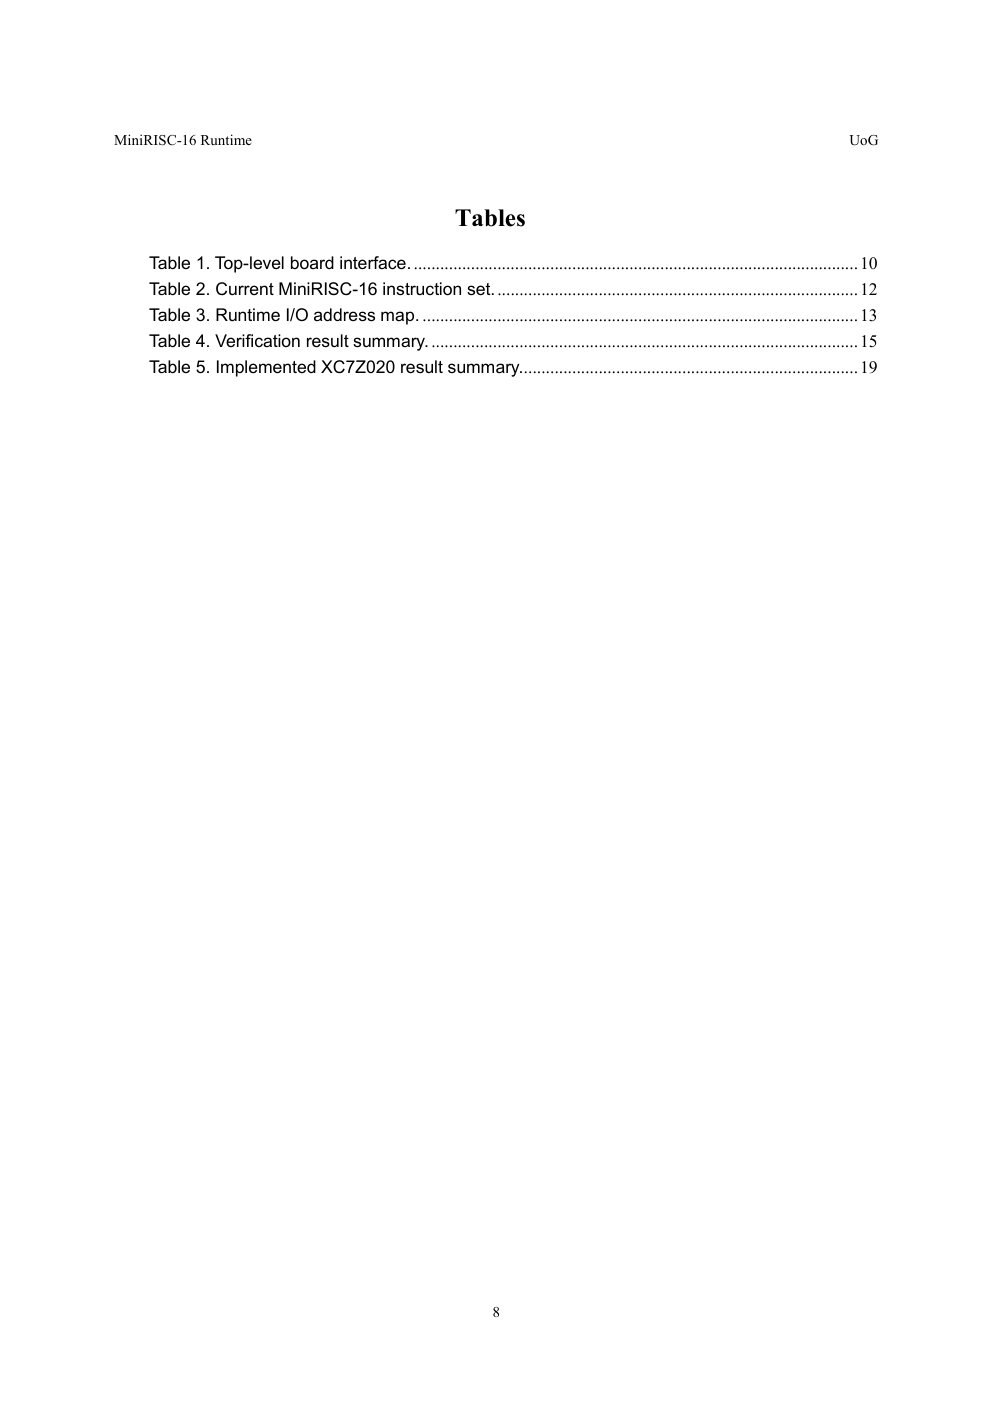 MiniRISC-16 Runtime UoG
Tables
Table 1. Top-level board interface. .................................................................................................... 10
Table 2. Current MiniRISC-16 instruction set. .................................................................................. 12
Table 3. Runtime I/O address map. ................................................................................................... 13
Table 4. Verification result summary. ................................................................................................. 15
Table 5. Implemented XC7Z020 result summary............................................................................. 19
8